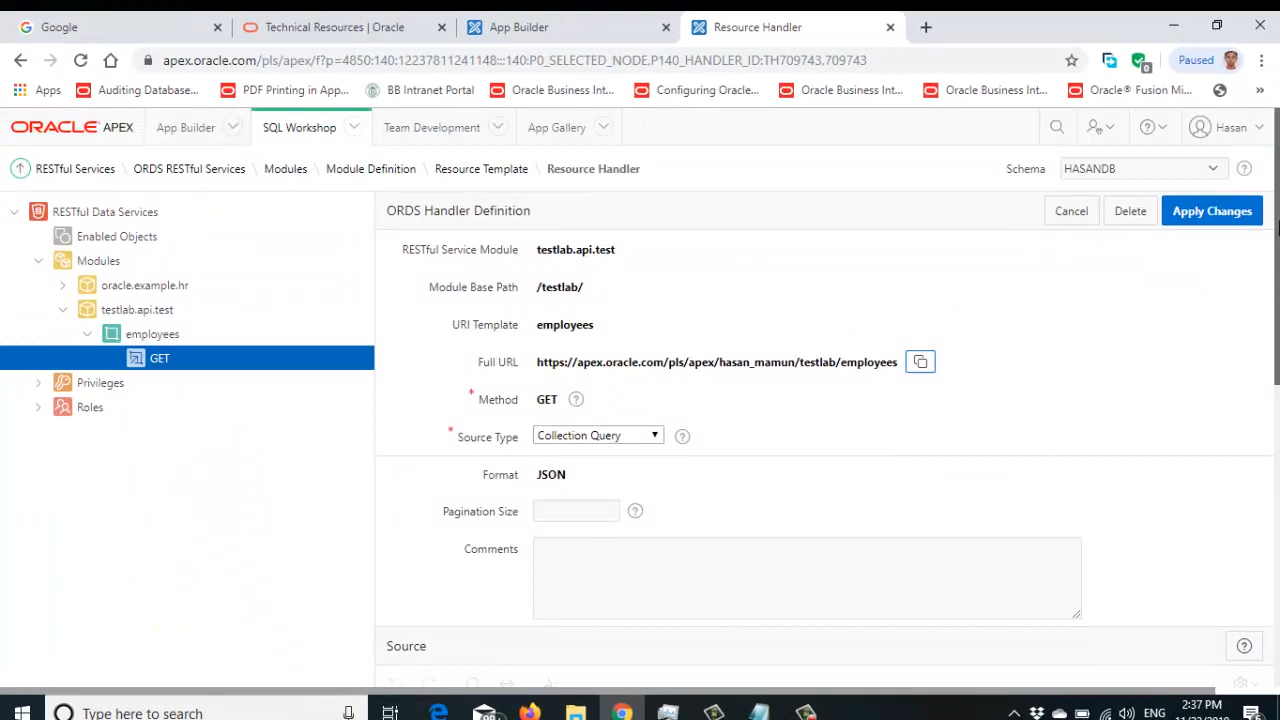 Google
Technical Resources | Oracle
App Builder
Resource Handler
apex.oracle.com/pls/apex/f?p=4850:140:12237811241148:::140:P0_SELECTED_NODE,P140_HANDLER_ID:TH709743,709743
0
Paused
Apps
Auditing Database...
PDF Printing in App...
BB Intranet Portal
Oracle Business Int...
Configuring Oracle...
Oracle Business Int...
Oracle Business Int...
Oracle® Fusion Mi...
»
ORACLE APEX
App Builder
SQL Workshop
Team Development
App Gallery
Hasan
RESTful Services
ORDS RESTful Services
Modules
Module Definition
Resource Template
Resource Handler
Schema
HASANDB
RESTful Data Services
Enabled Objects
Modules
oracle.example.hr
testlab.api.test
employees
GET
Privileges
Roles
ORDS Handler Definition
Cancel
Delete
Apply Changes
RESTful Service Module
testlab.api.test
Module Base Path
/testlab/
URI Template
employees
Full URL
https://apex.oracle.com/pls/apex/hasan_mamun/testlab/employees
* Method
GET
* Source Type
Collection Query
Format
JSON
Pagination Size
Comments
Source
Type here to search
ENG
2:37 PM